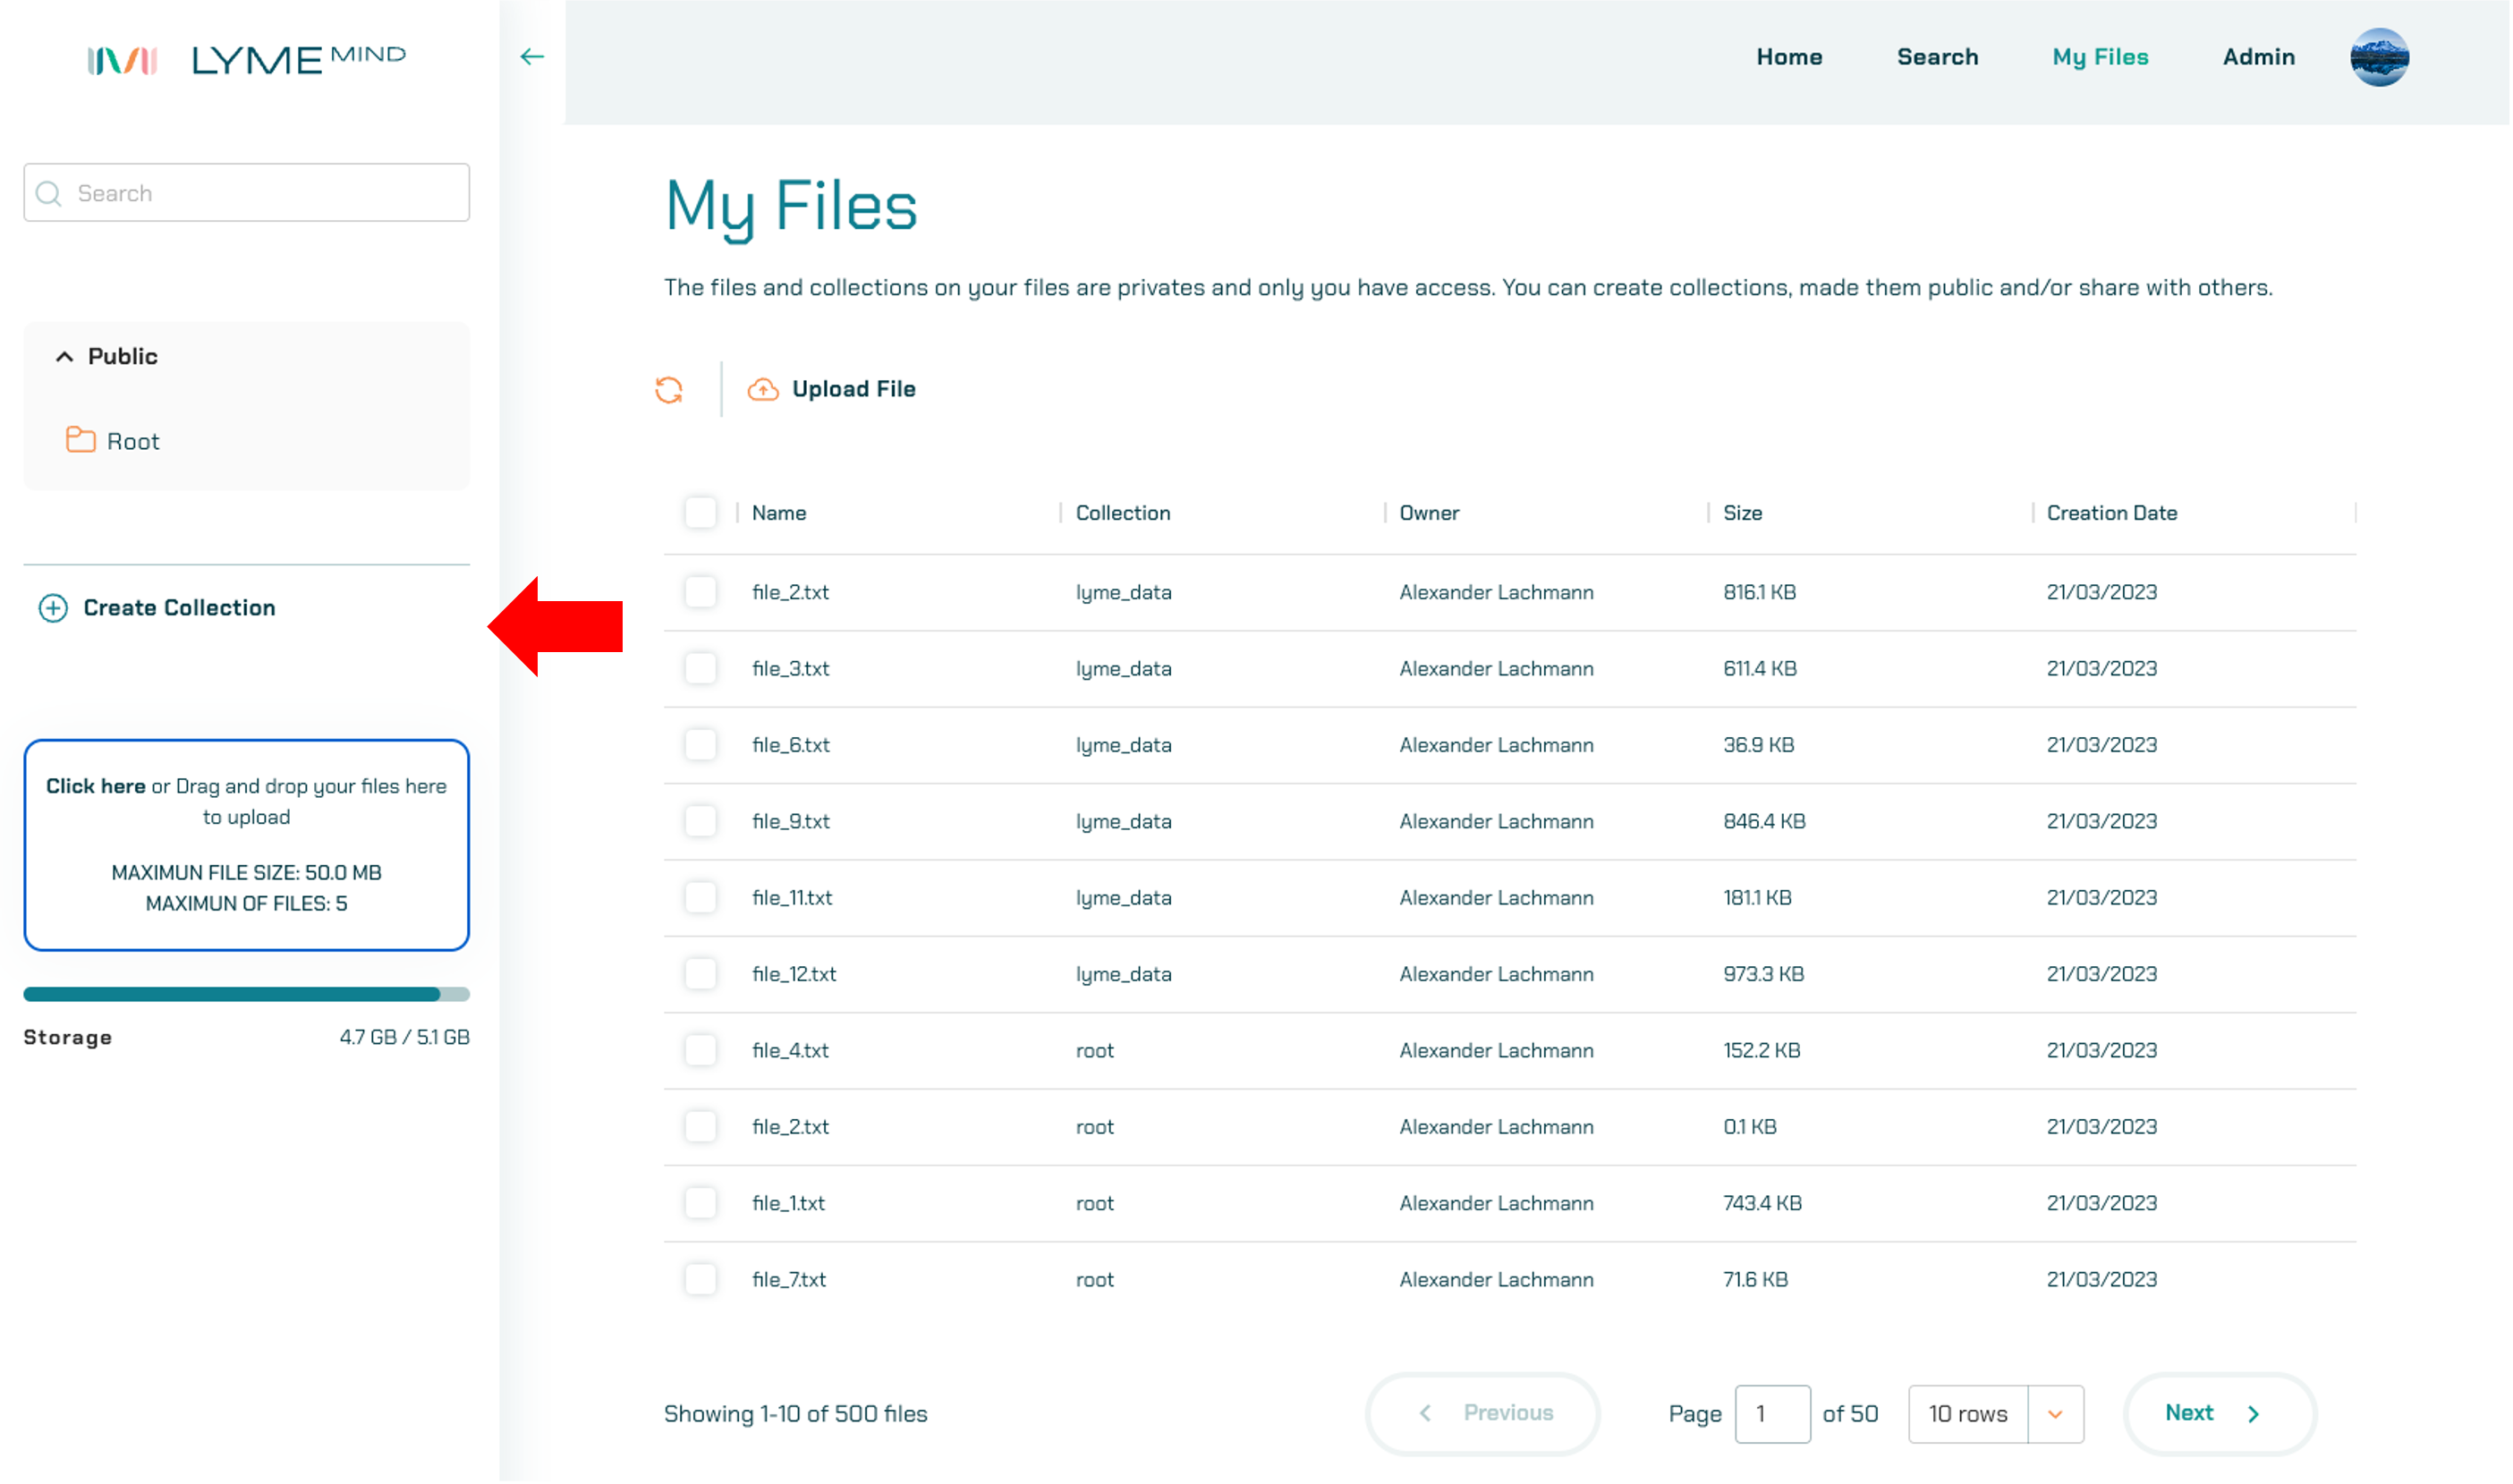 LYME MIND
Home Search My Files Admin
Search
Public
Root
Create Collection
Click here or Drag and drop your files here
to upload
MAXIMUN FILE SIZE: 50.0 MB
MAXIMUN OF FILES: 5
Storage 4.7 GB / 5.1 GB
My Files
The files and collections on your files are privates and only you have access. You can create collections, made them public and/or share with others.
Upload File
Name Collection Owner Size Creation Date
file_2.txt lyme_data Alexander Lachmann 816.1 KB 21/03/2023
file_3.txt lyme_data Alexander Lachmann 611.4 KB 21/03/2023
file_6.txt lyme_data Alexander Lachmann 36.9 KB 21/03/2023
file_9.txt lyme_data Alexander Lachmann 846.4 KB 21/03/2023
file_11.txt lyme_data Alexander Lachmann 181.1 KB 21/03/2023
file_12.txt lyme_data Alexander Lachmann 973.3 KB 21/03/2023
file_4.txt root Alexander Lachmann 152.2 KB 21/03/2023
file_2.txt root Alexander Lachmann 0.1 KB 21/03/2023
file_1.txt root Alexander Lachmann 743.4 KB 21/03/2023
file_7.txt root Alexander Lachmann 71.6 KB 21/03/2023
Showing 1-10 of 500 files Previous Page 1 of 50 10 rows Next